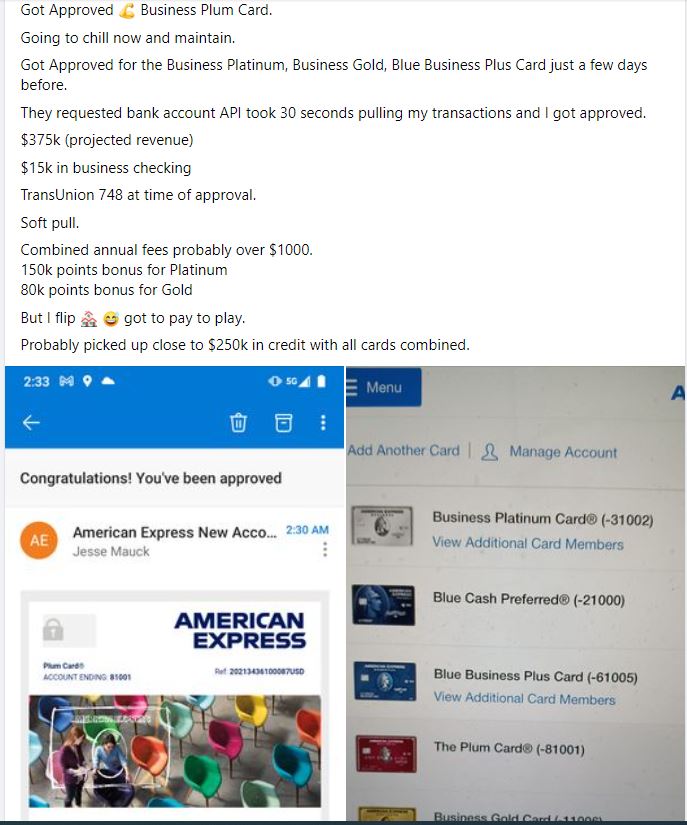 Got Approved 💪 Business Plum Card.
Going to chill now and maintain.
Got Approved for the Business Platinum, Business Gold, Blue Business Plus Card just a few days
before.
They requested bank account API took 30 seconds pulling my transactions and I got approved.
$375k (projected revenue)
$15k in business checking
TransUnion 748 at time of approval.
Soft pull.
Combined annual fees probably over $1000.
150k points bonus for Platinum
80k points bonus for Gold
But I flip 🏘️ 😅 got to pay to play.
Probably picked up close to $250k in credit with all cards combined.
2:33
5G
Congratulations! You've been approved
AE
American Express New Acco... 2:30 AM
Jesse Mauck
AMERICAN
EXPRESS
Plum Card®
ACCOUNT ENDING: 81001
Ref: 20213436100087USD
Menu
A
Add Another Card | Manage Account
Business Platinum Card® (-31002)
View Additional Card Members
Blue Cash Preferred® (-21000)
Blue Business Plus Card (-61005)
View Additional Card Members
The Plum Card® (-81001)
Business Gold Card (-11006)